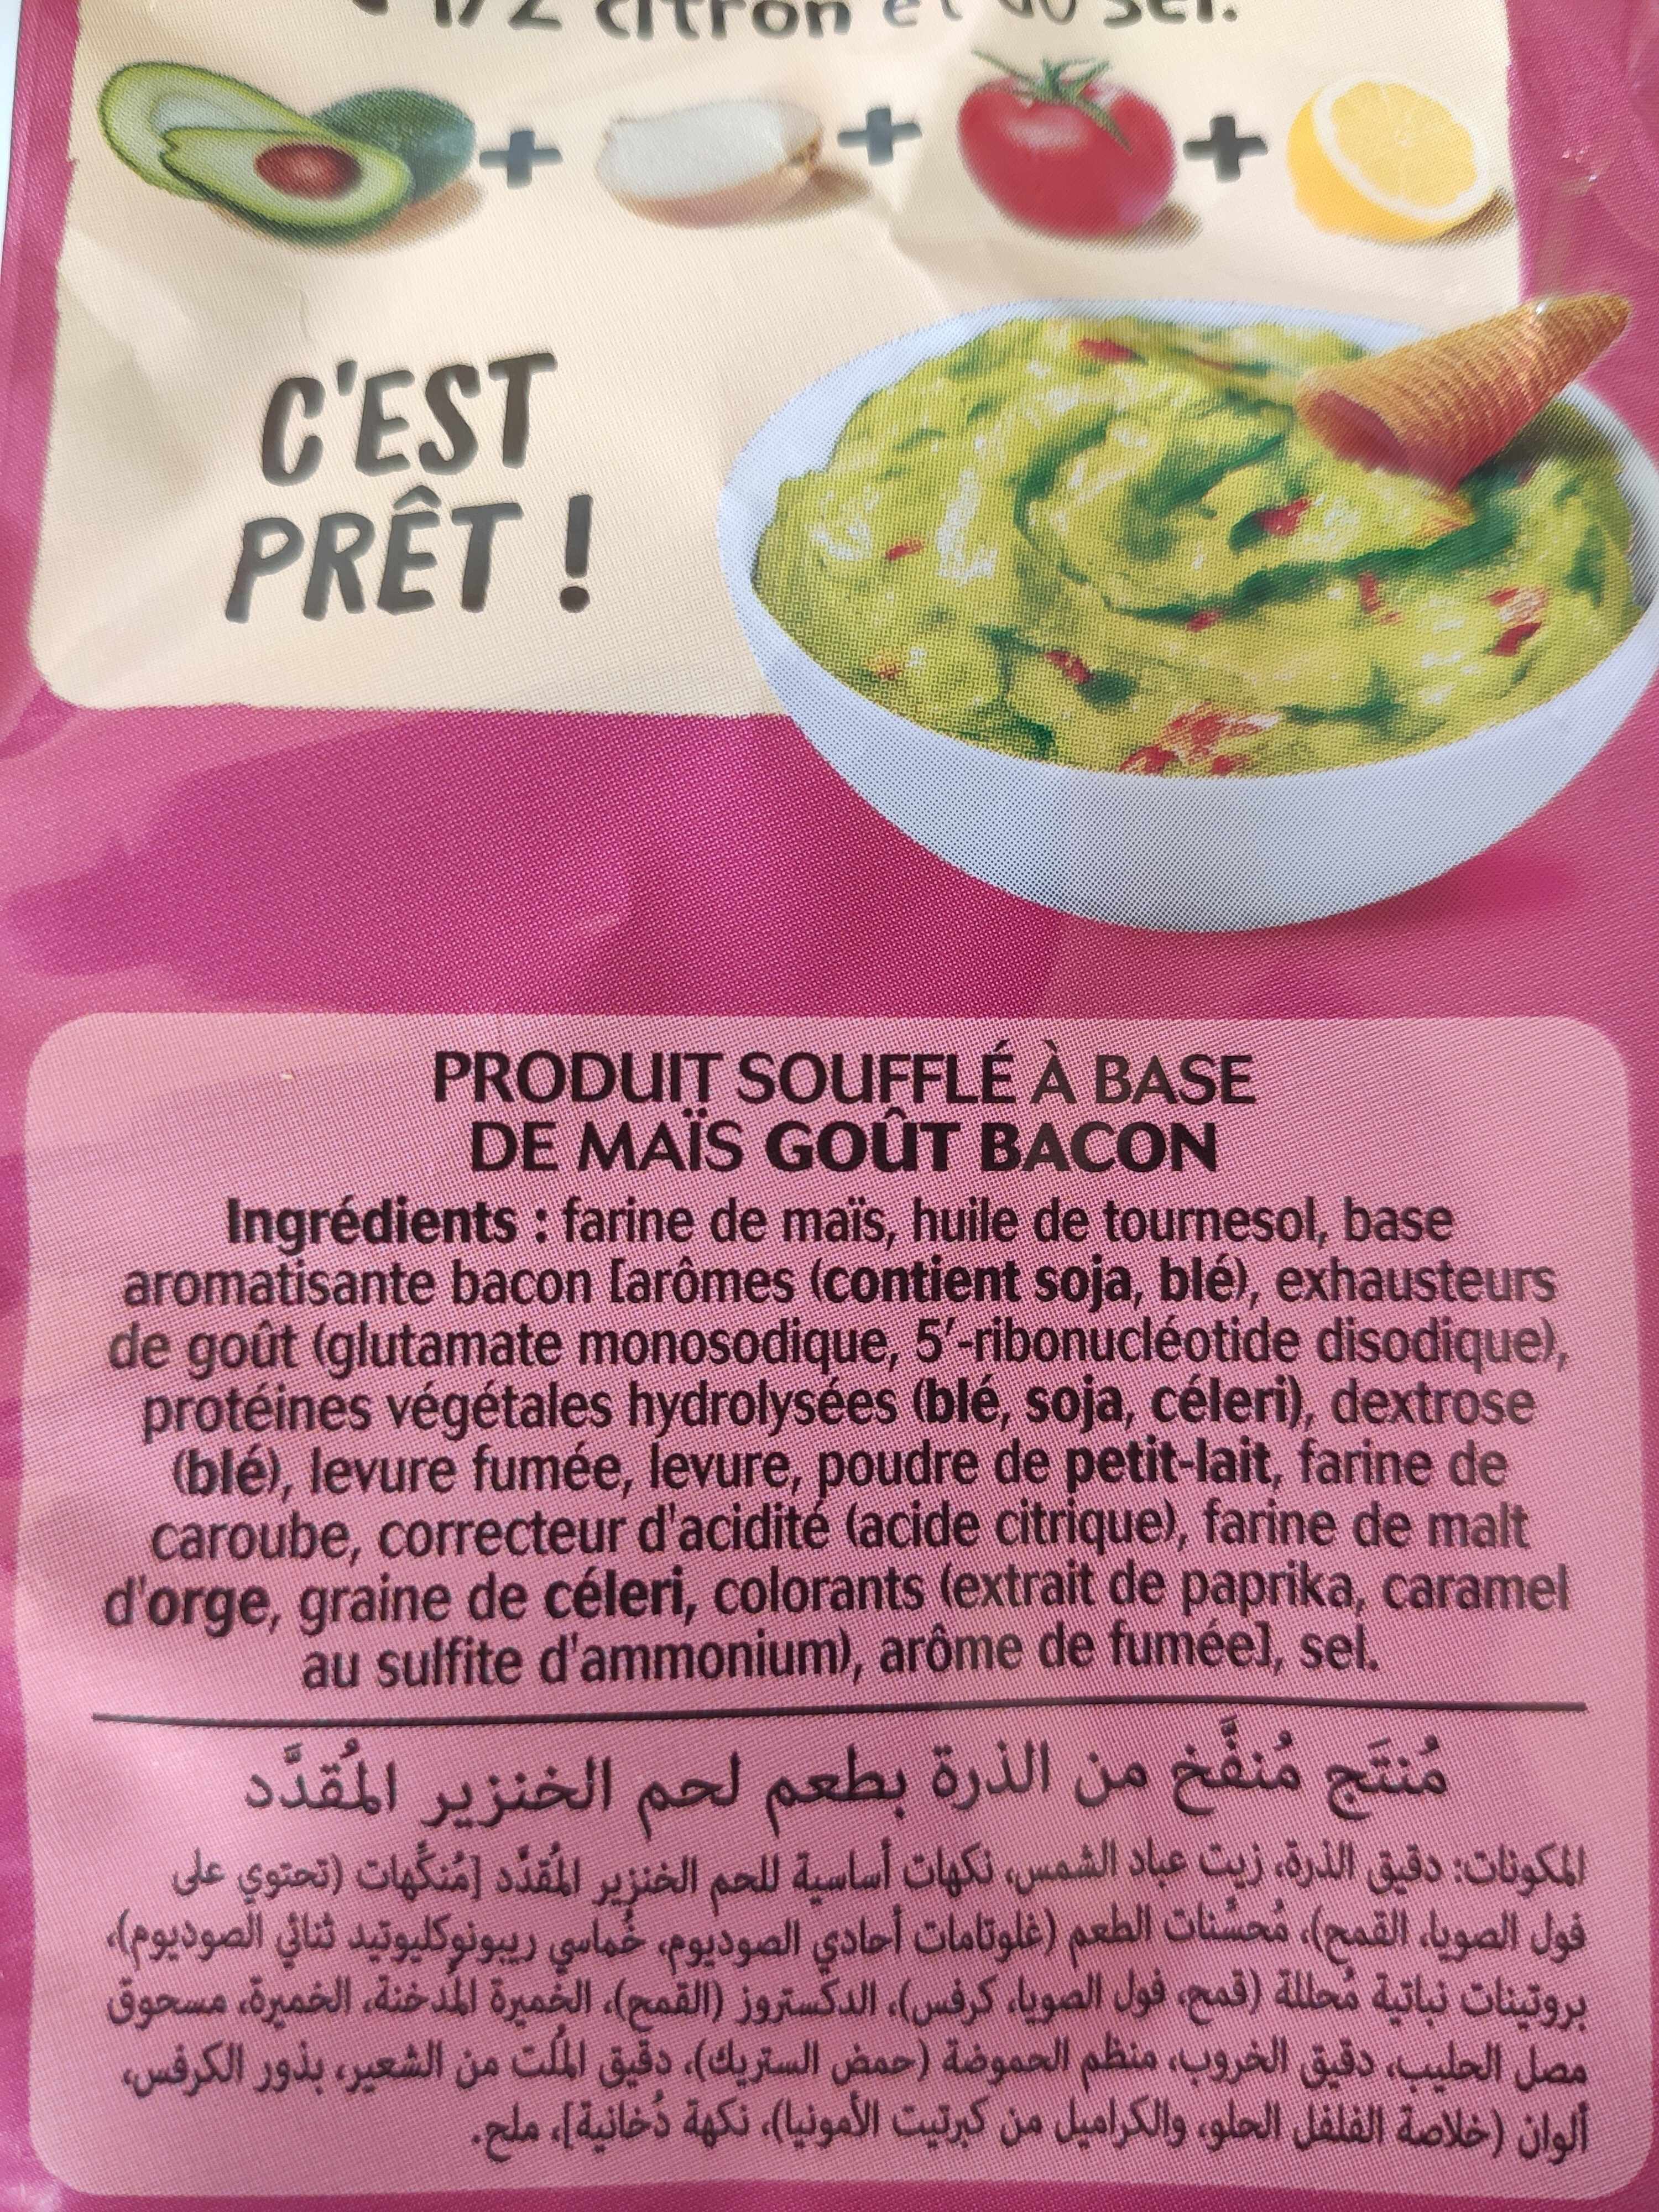 1/2 citron et du sel.
+ + +
C'EST
PRÊT !
PRODUIT SOUFFLÉ À BASE
DE MAÏS GOÛT BACON
Ingrédients : farine de maïs, huile de tournesol, base
aromatisante bacon [arômes (contient soja, blé), exhausteurs
de goût (glutamate monosodique, 5’-ribonucléotide disodique),
protéines végétales hydrolysées (blé, soja, céleri), dextrose
(blé), levure fumée, levure, poudre de petit-lait, farine de
caroube, correcteur d'acidité (acide citrique), farine de malt
d'orge, graine de céleri, colorants (extrait de paprika, caramel
au sulfite d'ammonium), arôme de fumée], sel.
مُنتَج مُنفَّخ من الذرة بطعم لحم الخنزير المُقدَّد
المكونات: دقيق الذرة، زيت عباد الشمس، نكهات أساسية للحم الخنزير المُقدَّد [مُنكِّهات (تحتوي على
فول الصويا، القمح)، مُحسِّنات الطعم (غلوتامات أحادي الصوديوم، خُماسي ريبونوكليوتيد ثنائي الصوديوم)،
بروتينات نباتية مُحللة (قمح، فول الصويا، كرفس)، الدكستروز (القمح)، الخميرة المُدخنة، الخميرة، مسحوق
مصل الحليب، دقيق الخروب، منظم الحموضة (حمض الستريك)، دقيق المُلت من الشعير، بذور الكرفس،
ألوان (خلاصة الفلفل الحلو، والكراميل من كبرتيت الأمونيا)، نكهة دُخانية]، ملح.